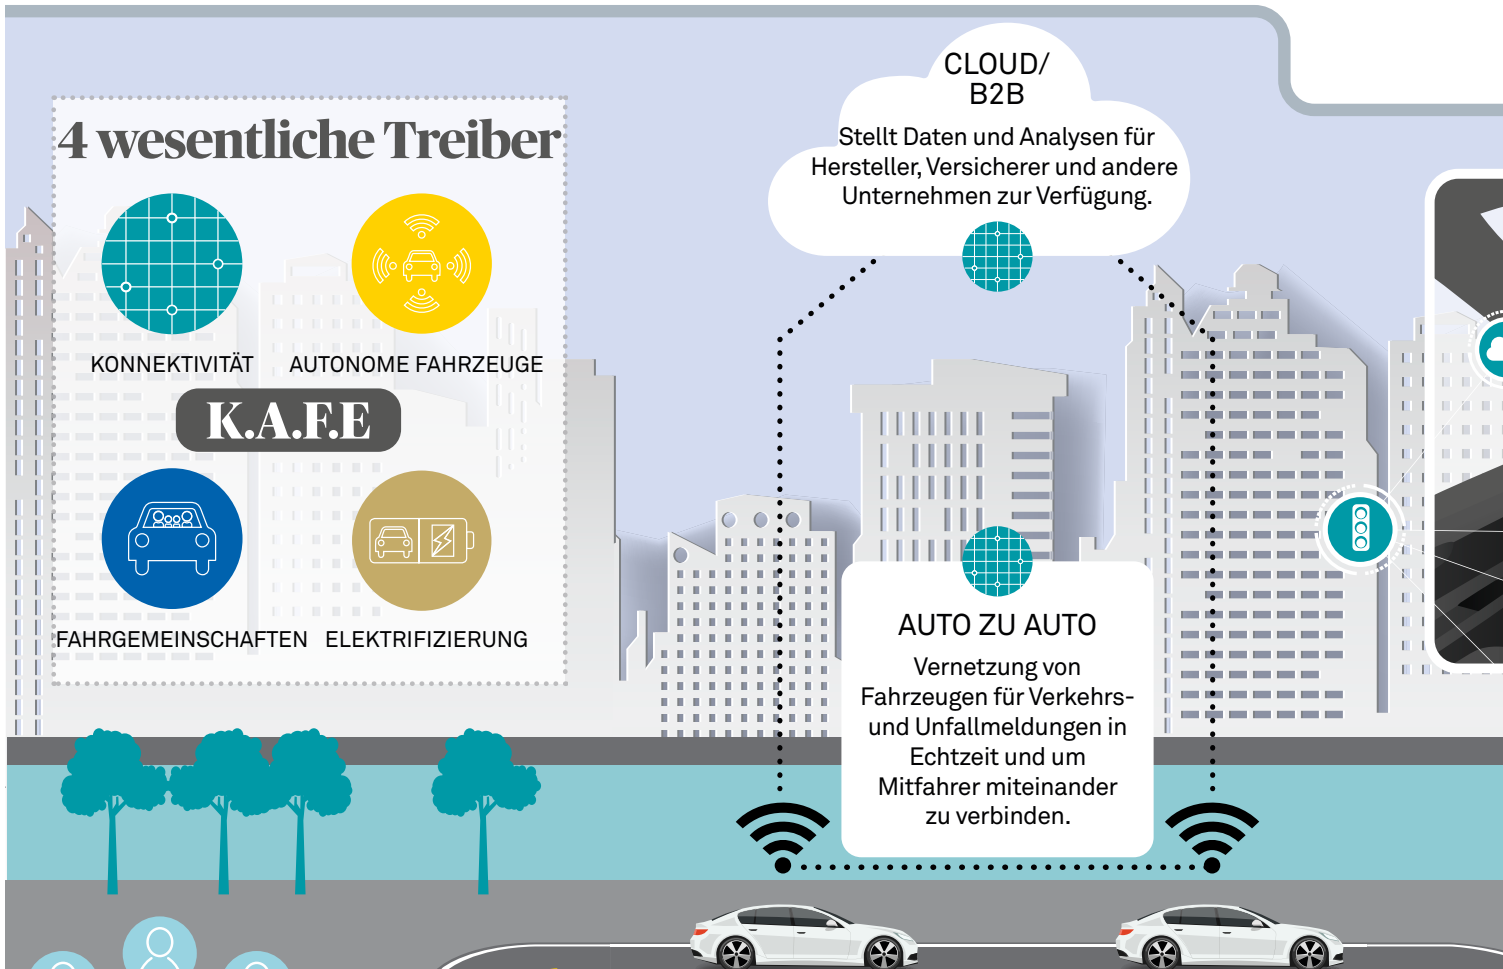 4 wesentliche Treiber
KONNEKTIVITÄT
AUTONOME FAHRZEUGE
K.A.F.E
FAHRGEMEINSCHAFTEN
ELEKTRIFIZIERUNG
CLOUD/
B2B
Stellt Daten und Analysen für
Hersteller, Versicherer und andere
Unternehmen zur Verfügung.
AUTO ZU AUTO
Vernetzung von
Fahrzeugen für Verkehrs-
und Unfallmeldungen in
Echtzeit und um
Mitfahrer miteinander
zu verbinden.